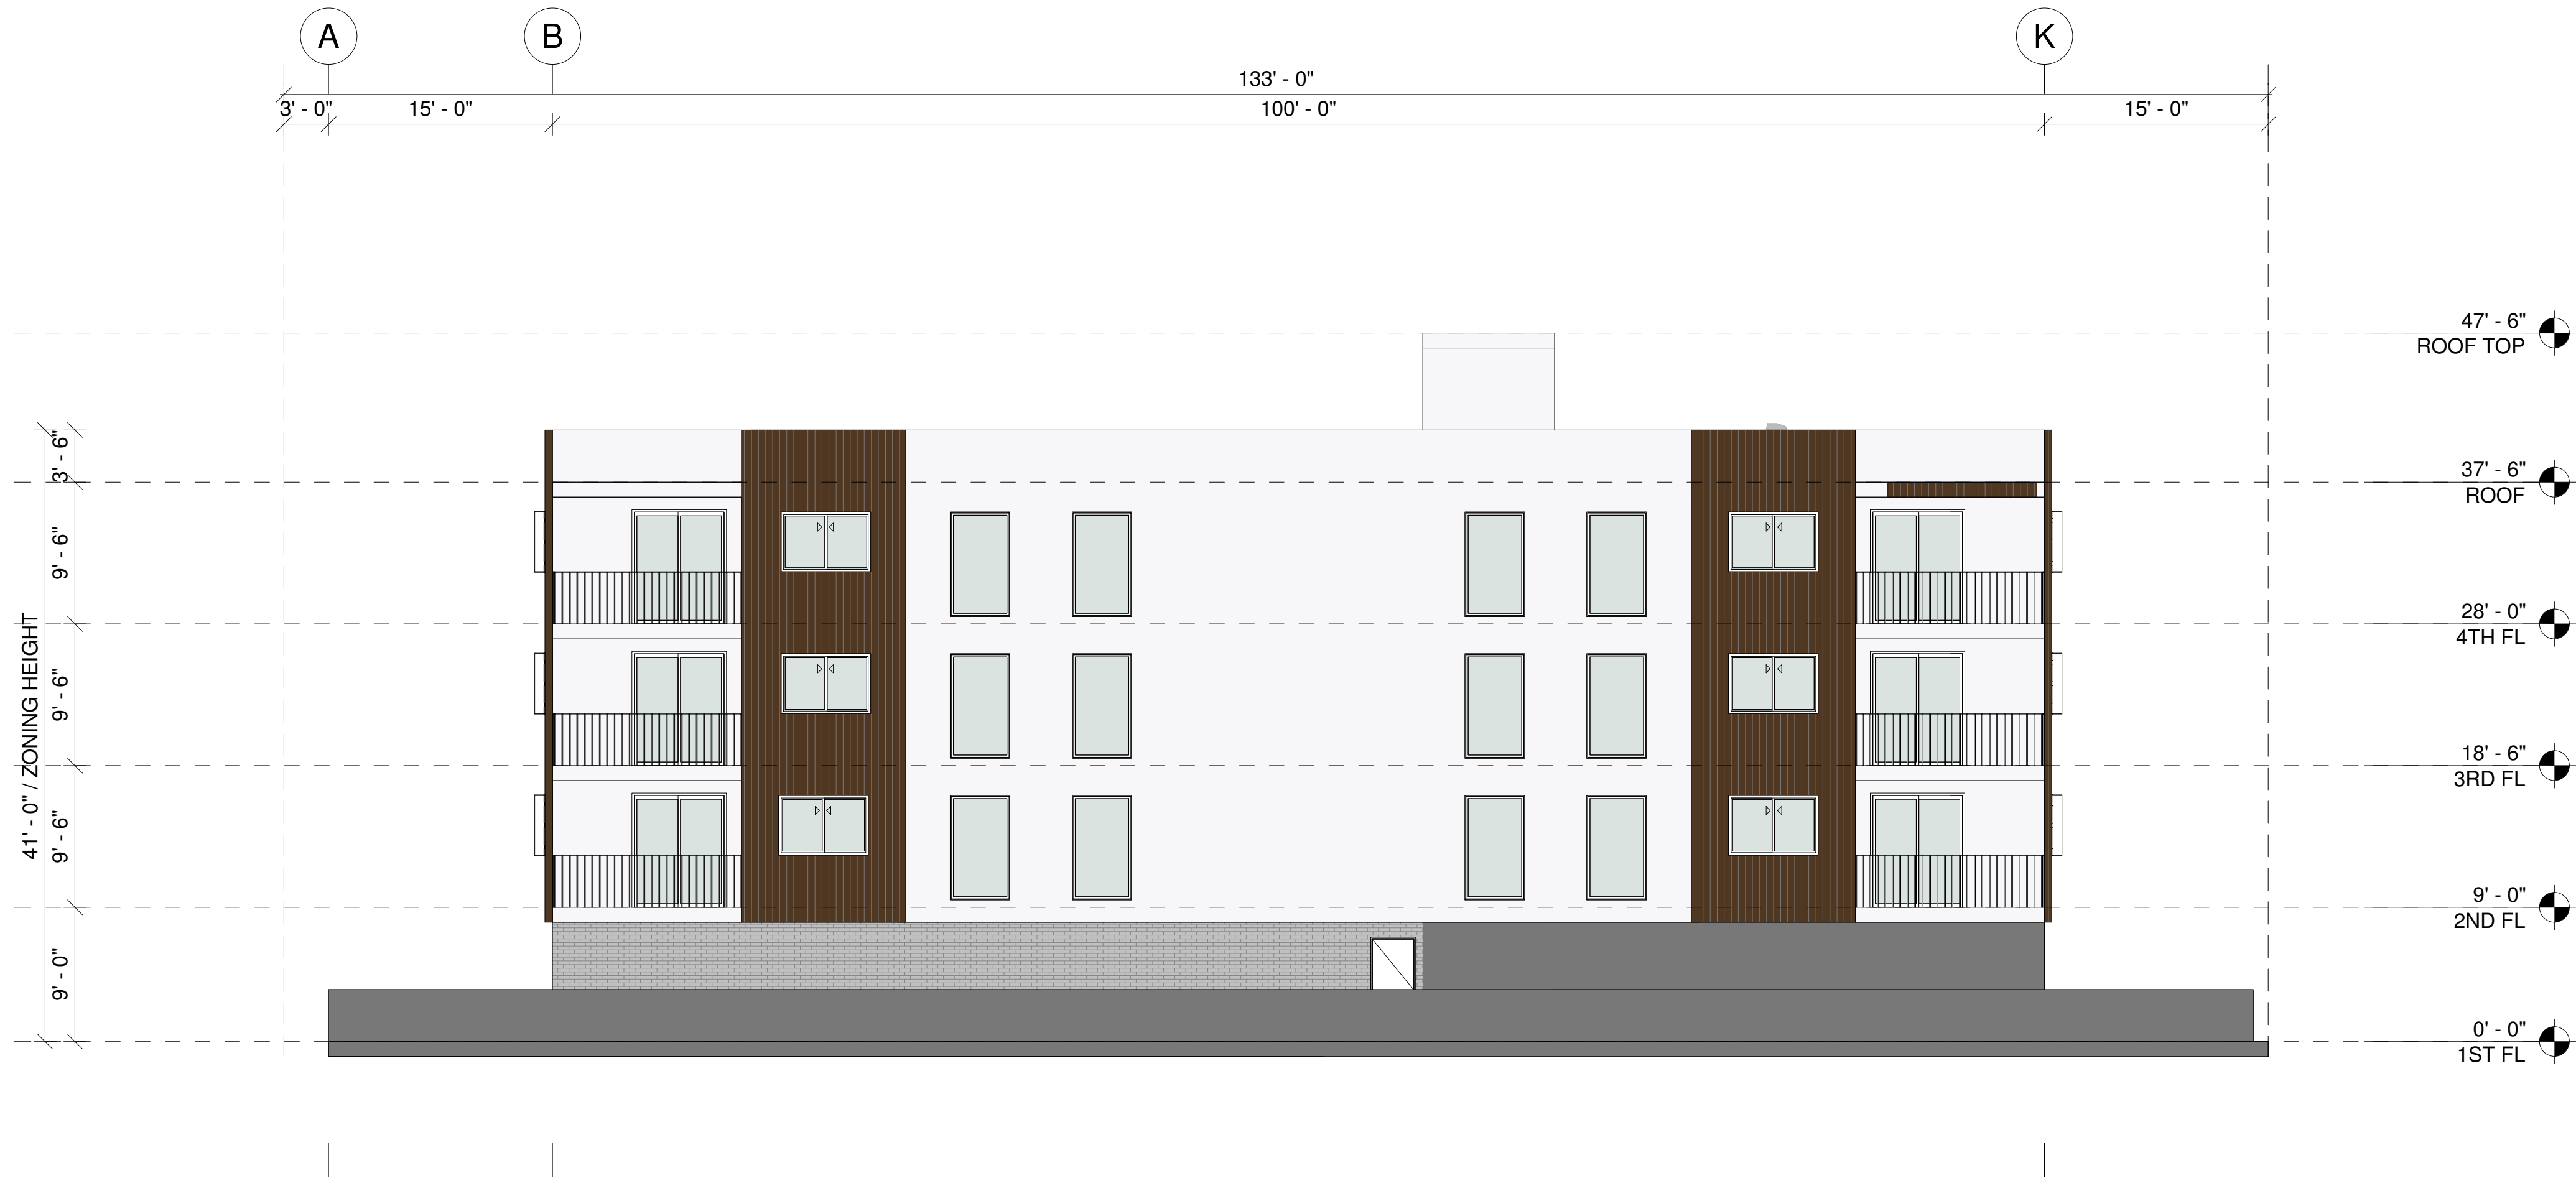 A
B
K
133' - 0"
3' - 0"
15' - 0"
100' - 0"
15' - 0"
47' - 6"
ROOF TOP
37' - 6"
ROOF
28' - 0"
4TH FL
18' - 6"
3RD FL
9' - 0"
2ND FL
0' - 0"
1ST FL
3' - 6"
9' - 6"
9' - 6"
9' - 6"
9' - 0"
41' - 0" / ZONING HEIGHT